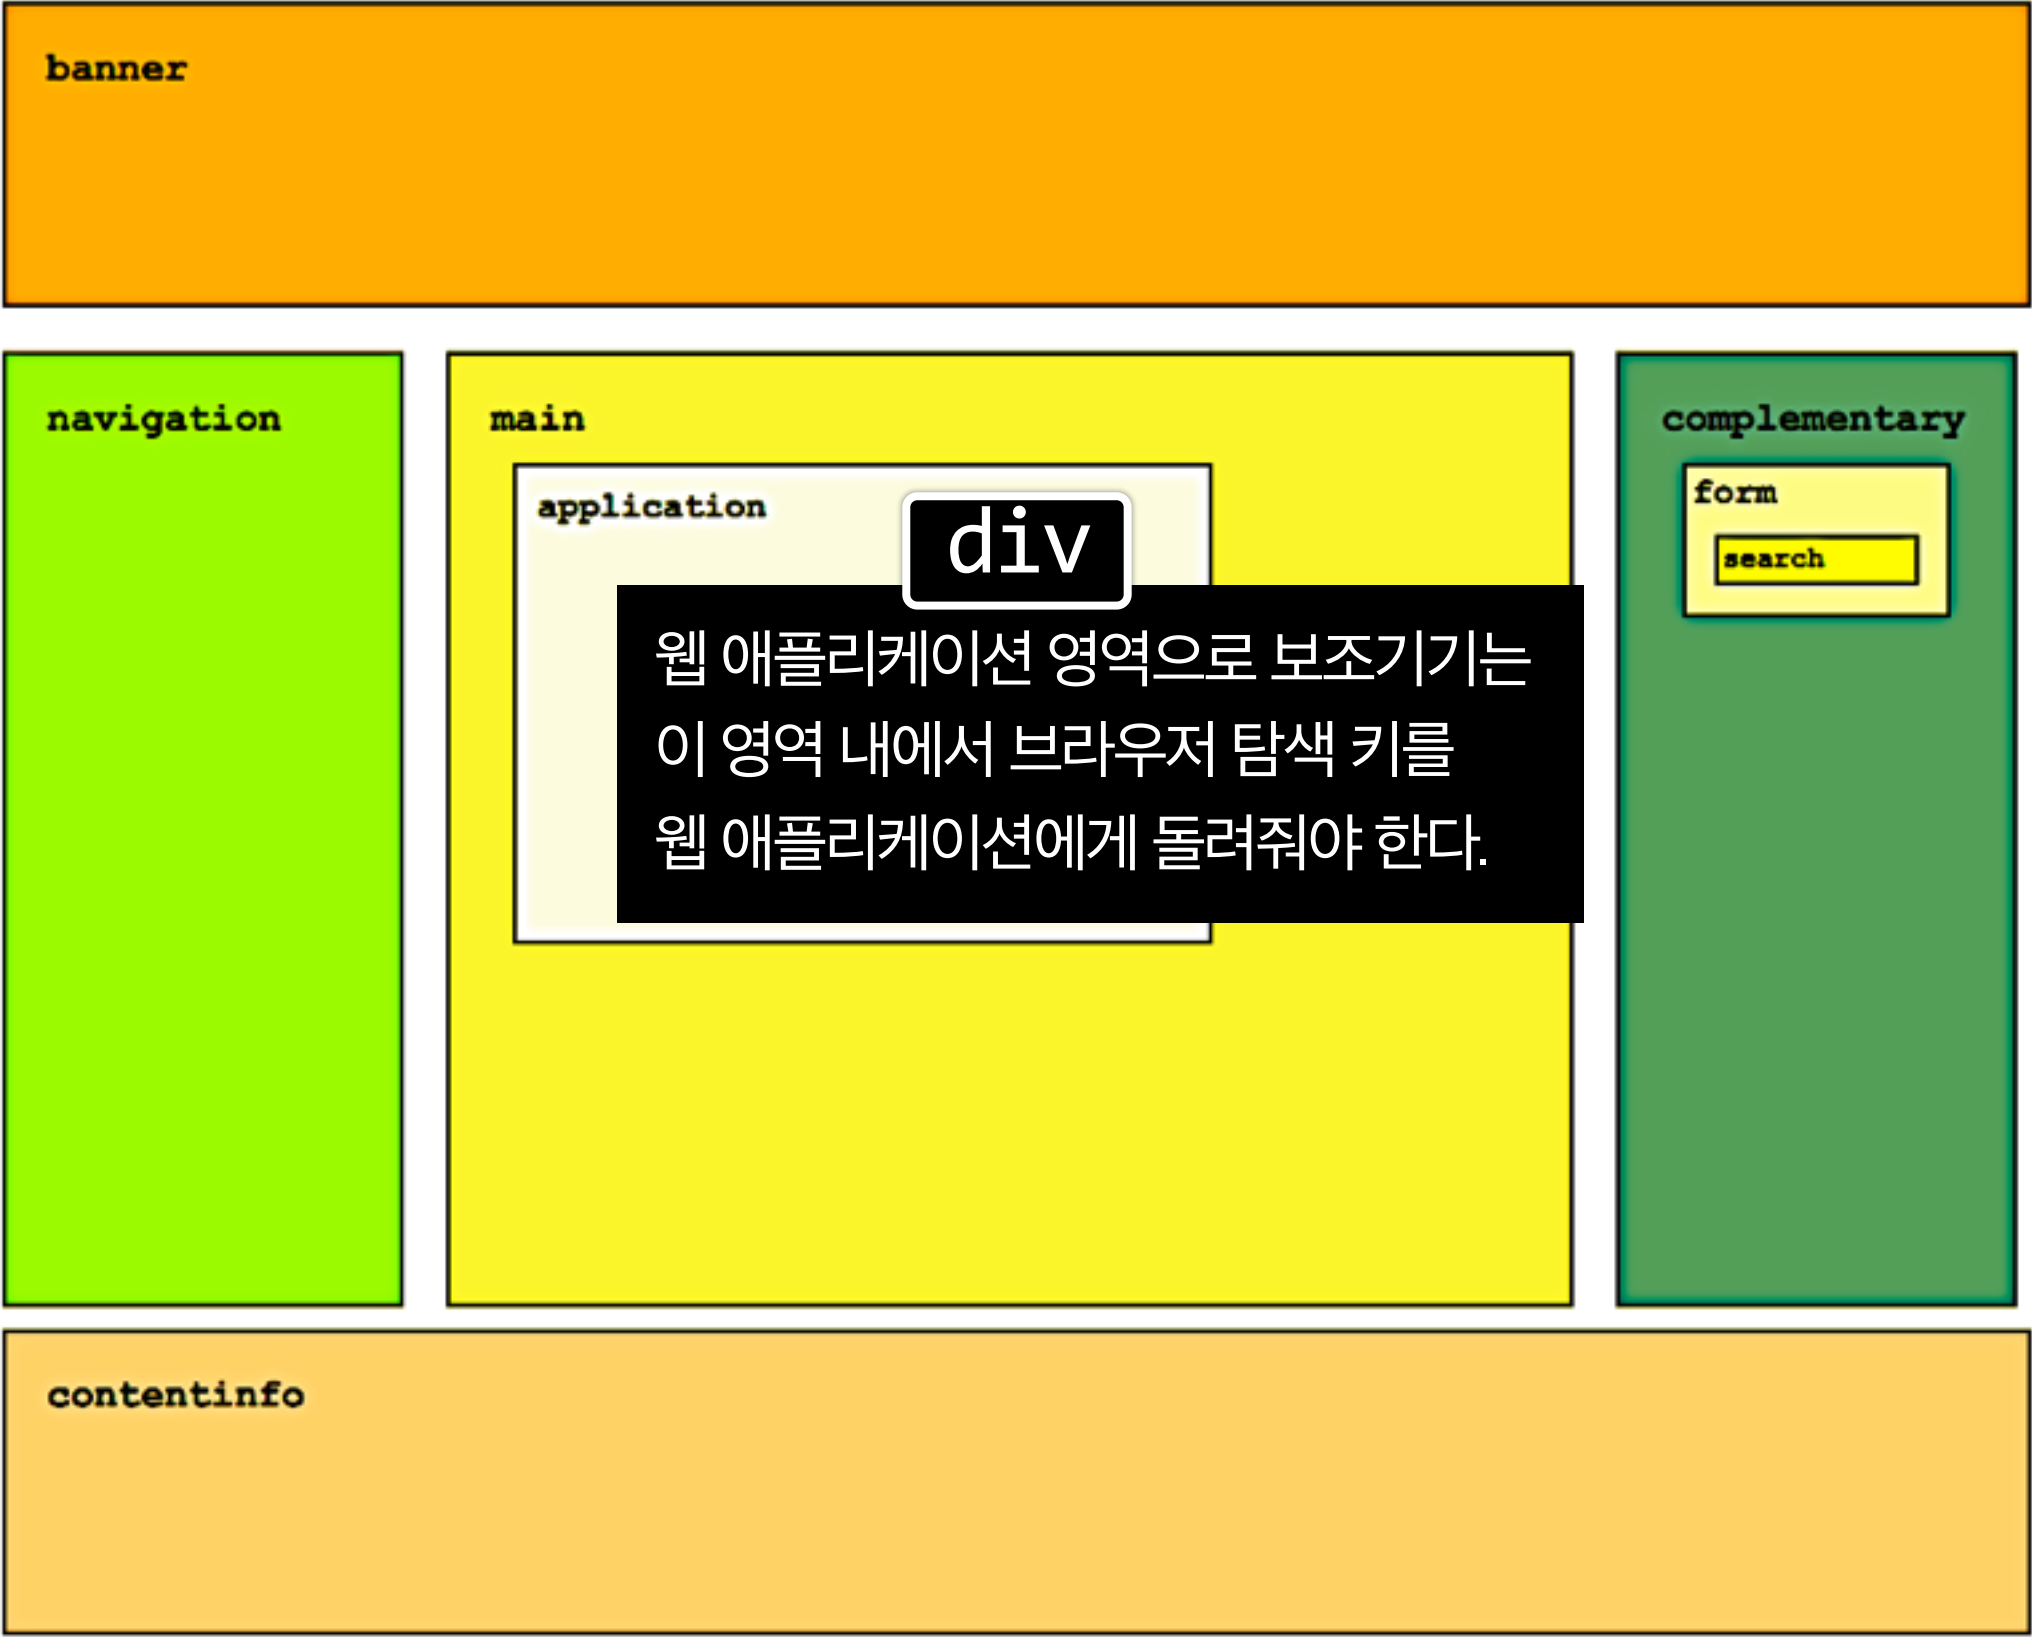 banner
navigation
main
application
div
웹 애플리케이션 영역으로 보조기기는
이 영역 내에서 브라우저 탐색 키를
웹 애플리케이션에게 돌려줘야 한다.
complementary
form
search
contentinfo